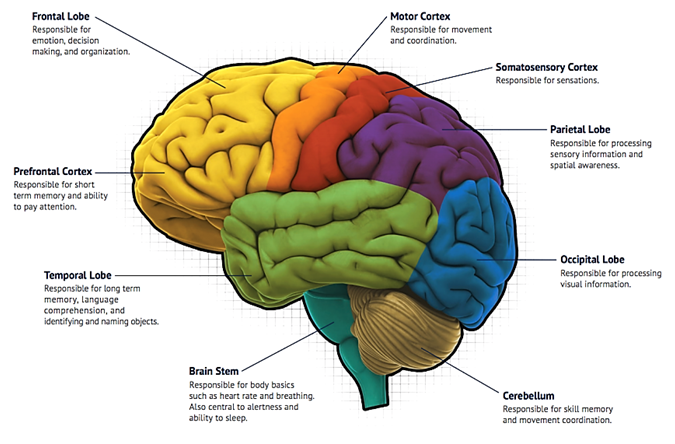 Frontal Lobe
Responsible for
emotion, decision
making, and organization.
Motor Cortex
Responsible for movement
and coordination.
Somatosensory Cortex
Responsible for sensations.
Parietal Lobe
Responsible for processing
sensory information and
spatial awareness.
Prefrontal Cortex
Responsible for short
term memory and ability
to pay attention.
Occipital Lobe
Responsible for processing
visual information.
Temporal Lobe
Responsible for long term
memory, language
comprehension, and
identifying and naming objects.
Brain Stem
Responsible for body basics
such as heart rate and breathing.
Also central to alertness and
ability to sleep.
Cerebellum
Responsible for skill memory
and movement coordination.